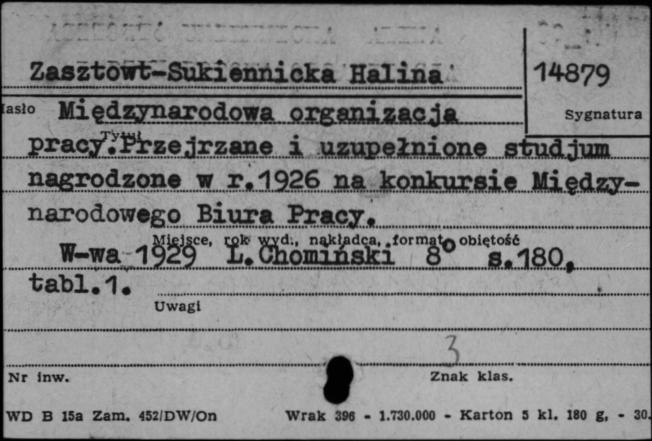 Zasztowt-Sukiennicka Halina
14879
Hasło Międzynarodowa organizacja
Sygnatura
Tytuł
pracy.Przejrzane i uzupełnione studjum
nagrodzone w r.1926 na konkursie Między-
narodowego Biura Pracy.
Miejsce, rok wyd., nakładca, format, objętość
W-wa 1929 L.Chomiński 8° s.180,
tabl.1.
Uwagi
3
Nr inw.
Znak klas.
WD B 15a Zam. 452/DW/On Wrak 396 - 1.730.000 - Karton 5 kl. 180 g, - 30.